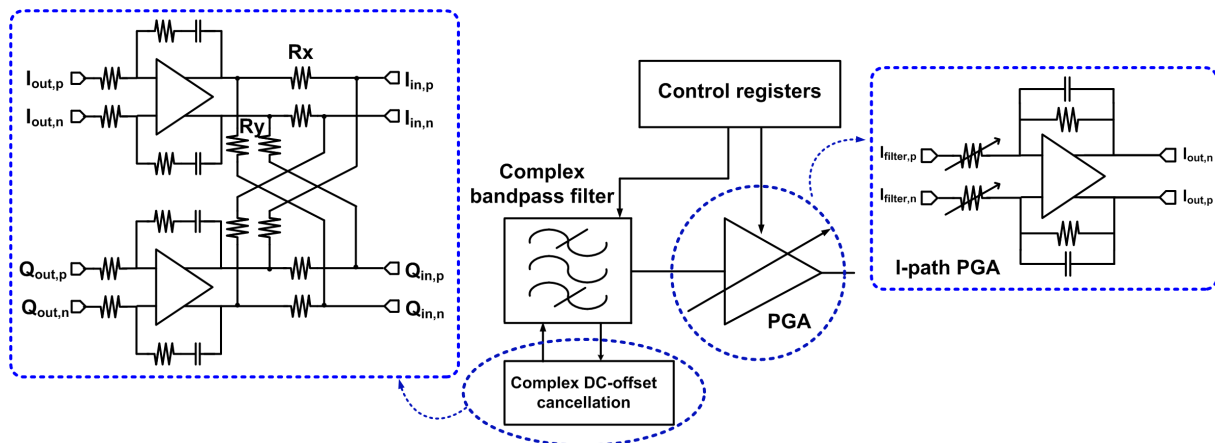 Rx
I_out,p
I_in,p
I_out,n
I_in,n
Ry
Q_out,p
Q_in,p
Q_out,n
Q_in,n
Control registers
Complex
bandpass filter
PGA
Complex DC-offset
cancellation
I_filter,p
I_out,n
I_filter,n
I_out,p
I-path PGA